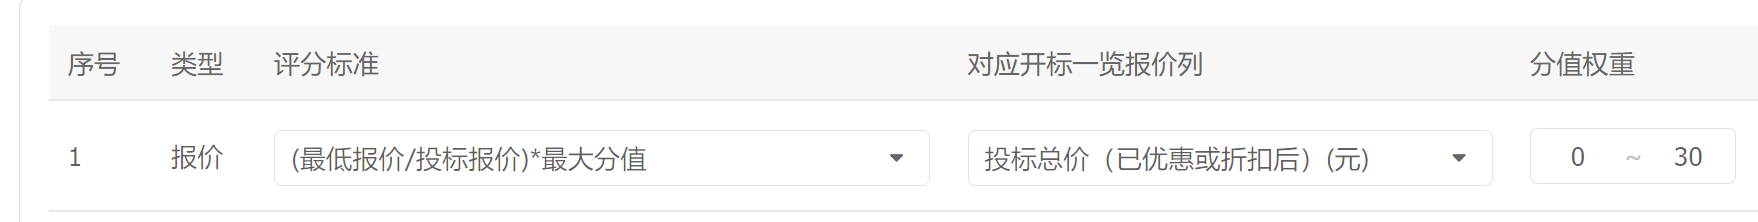 序号 类型 评分标准 对应开标一览报价列 分值权重
1 报价 (最低报价/投标报价)*最大分值 投标总价（已优惠或折扣后）(元) 0 ~ 30